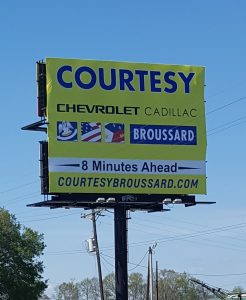 COURTESY
CHEVROLET CADILLAC
BROUSSARD
8 Minutes Ahead
COURTESYBROUSSARD.COM